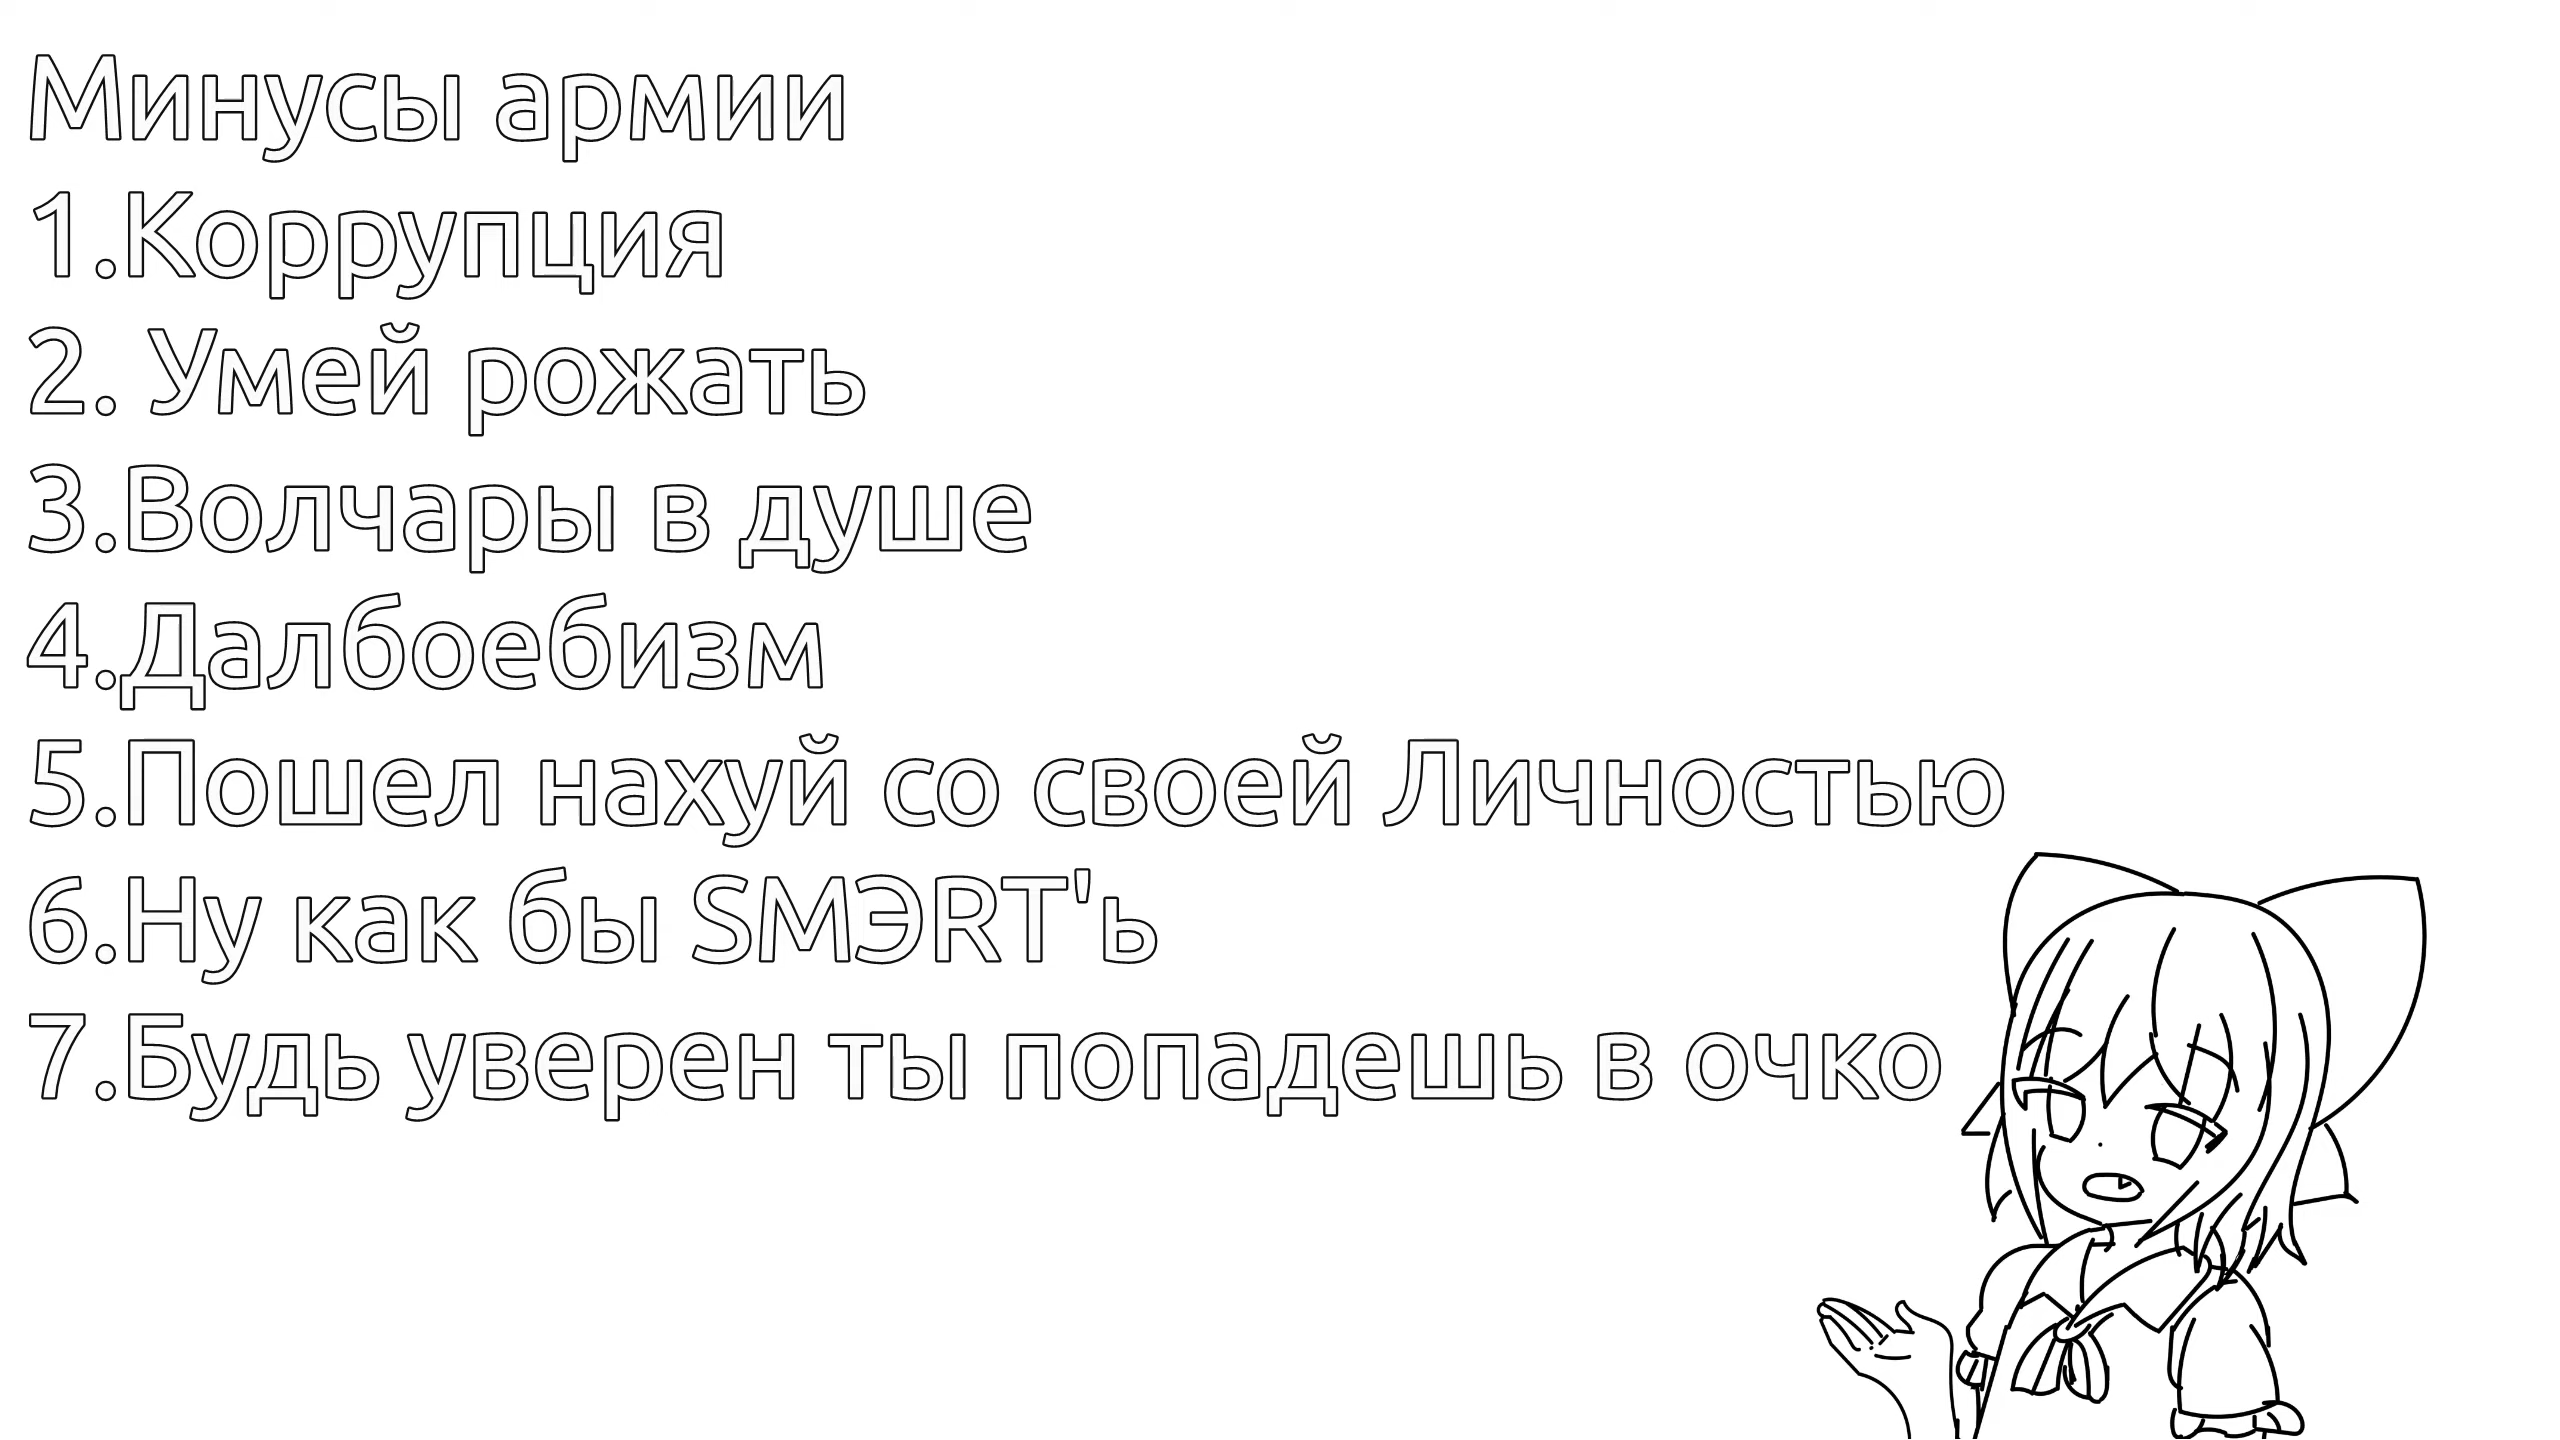 Минусы армии
1.Коррупция
2. Умей рожать
3.Волчары в душе
4.Далбоебизм
5.Пошел нахуй со своей Личностью
6.Ну как бы SMЭRT'ь
7.Будь уверен ты попадешь в очко